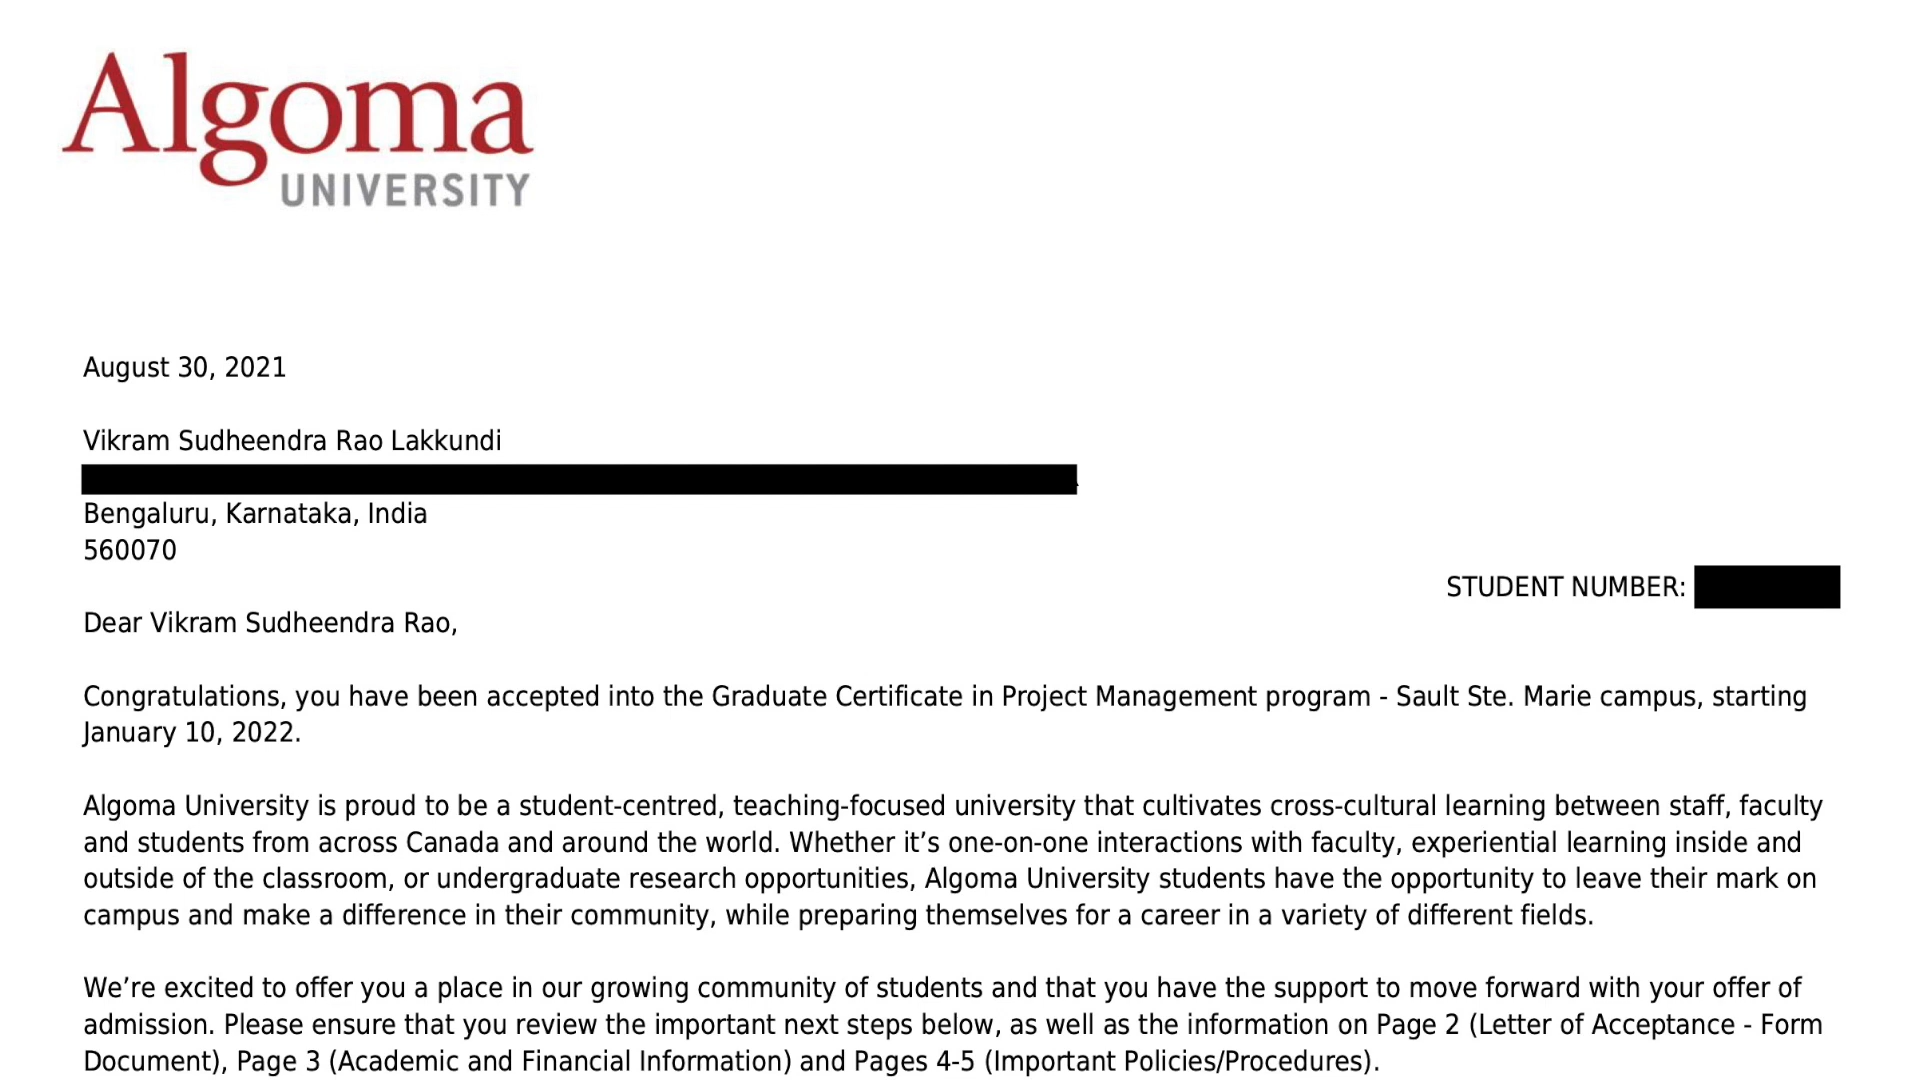 Algoma
UNIVERSITY
August 30, 2021
Vikram Sudheendra Rao Lakkundi
Bengaluru, Karnataka, India
560070
STUDENT NUMBER:
Dear Vikram Sudheendra Rao,
Congratulations, you have been accepted into the Graduate Certificate in Project Management program - Sault Ste. Marie campus, starting
January 10, 2022.
Algoma University is proud to be a student-centred, teaching-focused university that cultivates cross-cultural learning between staff, faculty
and students from across Canada and around the world. Whether it’s one-on-one interactions with faculty, experiential learning inside and
outside of the classroom, or undergraduate research opportunities, Algoma University students have the opportunity to leave their mark on
campus and make a difference in their community, while preparing themselves for a career in a variety of different fields.
We’re excited to offer you a place in our growing community of students and that you have the support to move forward with your offer of
admission. Please ensure that you review the important next steps below, as well as the information on Page 2 (Letter of Acceptance - Form
Document), Page 3 (Academic and Financial Information) and Pages 4-5 (Important Policies/Procedures).